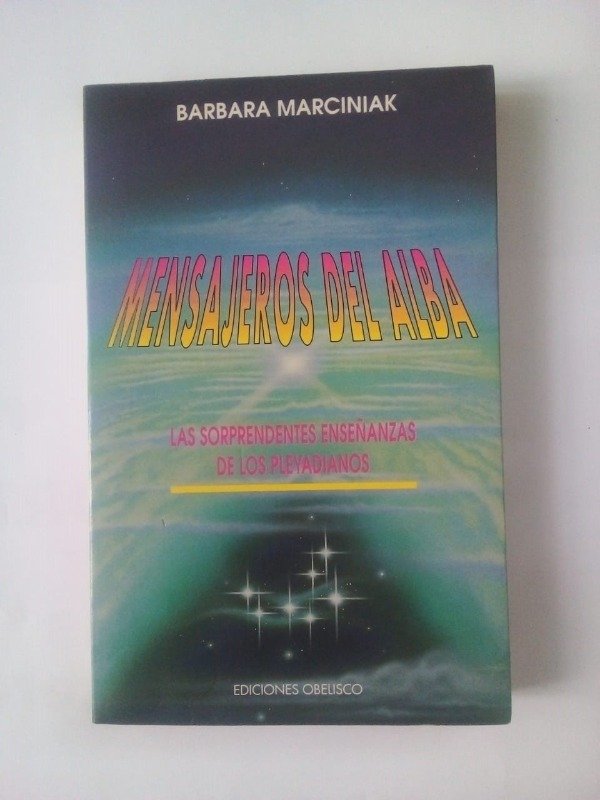 BARBARA MARCINIAK
MENSAJEROS DEL ALBA
LAS SORPRENDENTES ENSEÑANZAS
DE LOS PLEYADIANOS
EDICIONES OBELISCO